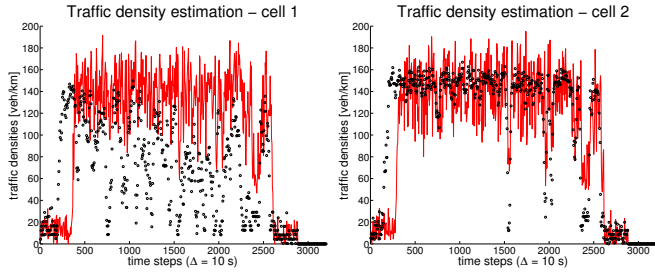 Traffic density estimation – cell 1
traffic densities [veh/km]
200
180
160
140
120
100
80
60
40
20
0
0 500 1000 1500 2000 2500 3000
time steps (Δ = 10 s)
Traffic density estimation – cell 2
traffic densities [veh/km]
200
180
160
140
120
100
80
60
40
20
0
0 500 1000 1500 2000 2500 3000
time steps (Δ = 10 s)